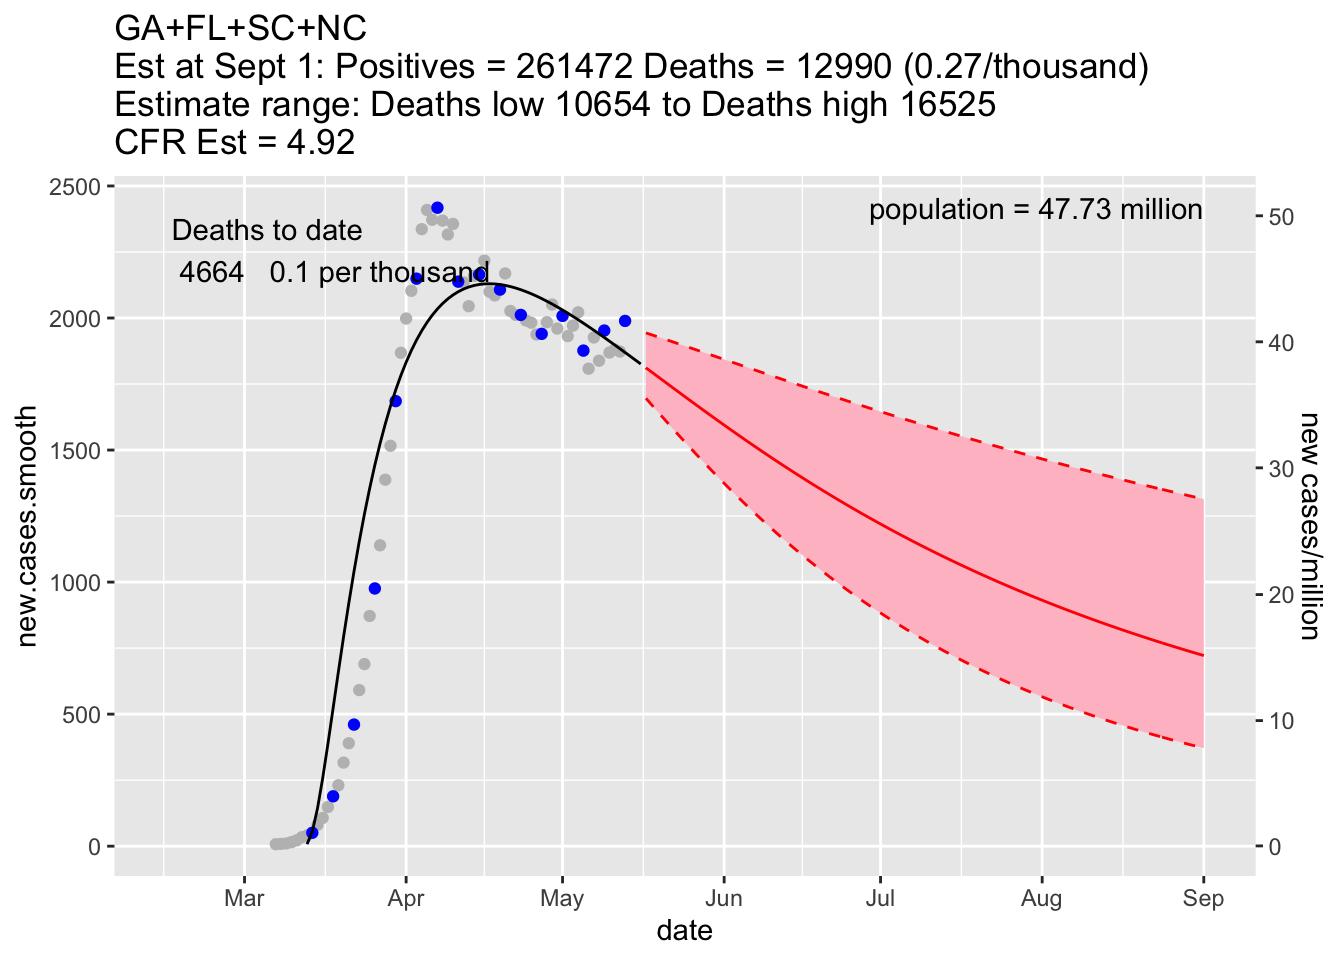 GA+FL+SC+NC
Est at Sept 1: Positives = 261472 Deaths = 12990 (0.27/thousand)
Estimate range: Deaths low 10654 to Deaths high 16525
CFR Est = 4.92
Deaths to date
4664 0.1 per thousand
population = 47.73 million
2500
2000
1500
1000
500
0
new.cases.smooth
50
40
30
20
10
0
new cases/million
Mar Apr May Jun Jul Aug Sep
date